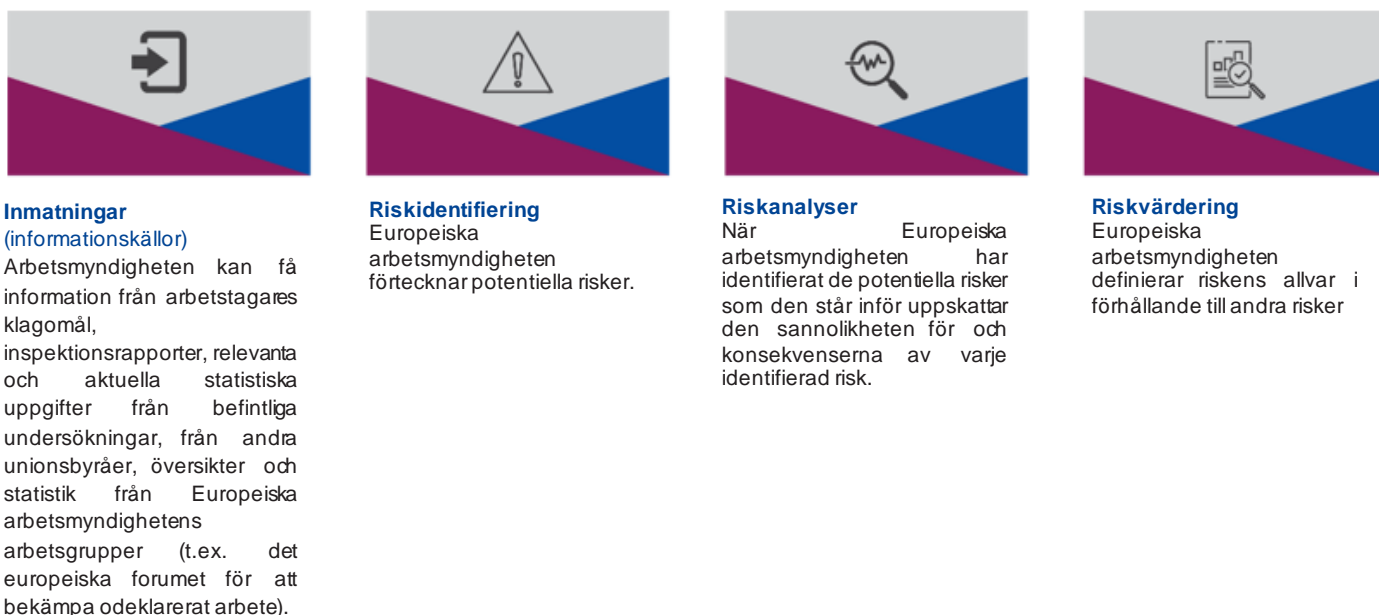 Inmatningar
(informationskällor)
Arbetsmyndigheten kan få
information från arbetstagares
klagomål,
inspektionsrapporter, relevanta
och aktuella statistiska
uppgifter från befintliga
undersökningar, från andra
unionsbyråer, översikter och
statistik från Europeiska
arbetsmyndighetens
arbetsgrupper (t.ex. det
europeiska forumet för att
bekämpa odeklarerat arbete).
Riskidentifiering
Europeiska
arbetsmyndigheten
förtecknar potentiella risker.
Riskanalyser
När Europeiska
arbetsmyndigheten har
identifierat de potentiella risker
som den står inför uppskattar
den sannolikheten för och
konsekvenserna av varje
identifierad risk.
Riskvärdering
Europeiska
arbetsmyndigheten
definierar riskens allvar i
förhållande till andra risker